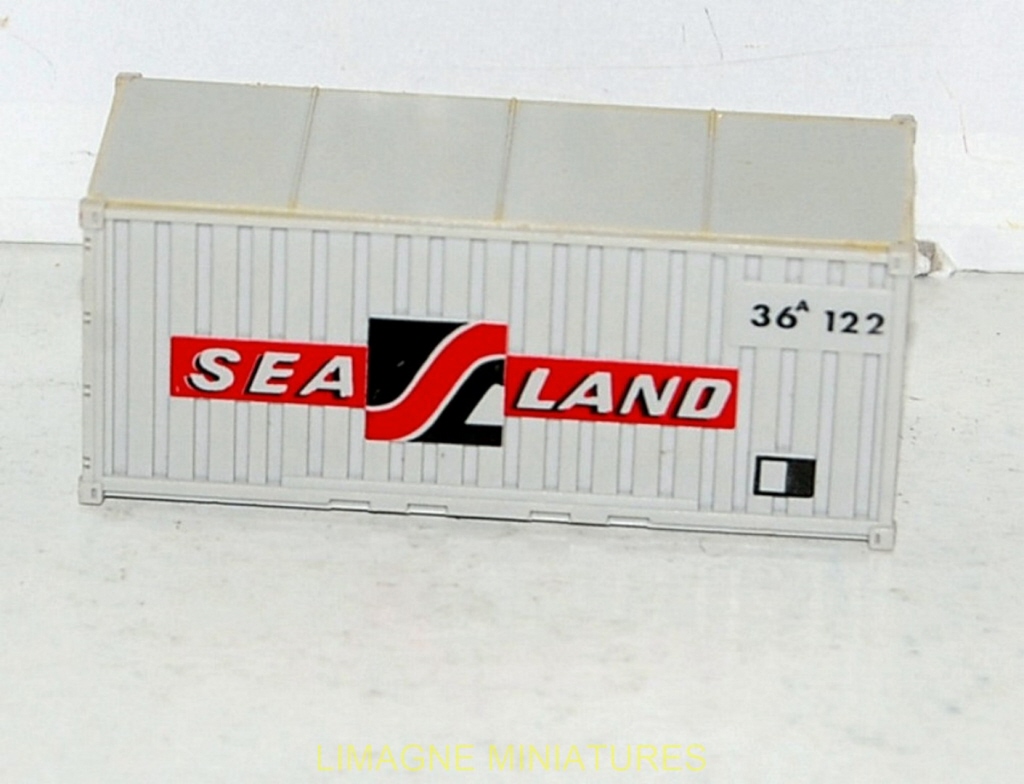 36A 122
SEA LAND
LIMAGNE MINIATURES